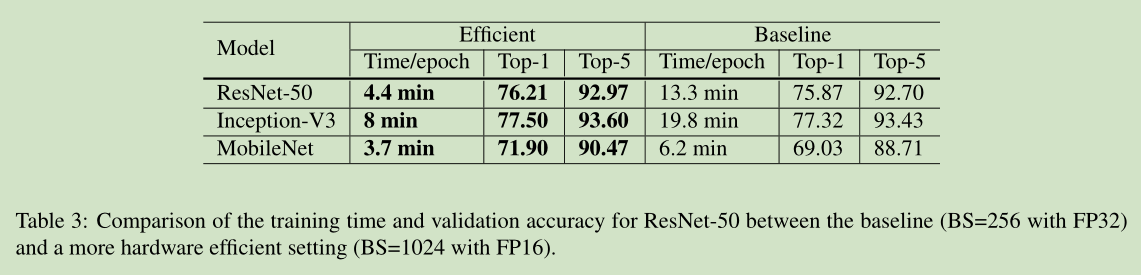 Model Efficient Baseline
Time/epoch Top-1 Top-5 Time/epoch Top-1 Top-5
ResNet-50 4.4 min 76.21 92.97 13.3 min 75.87 92.70
Inception-V3 8 min 77.50 93.60 19.8 min 77.32 93.43
MobileNet 3.7 min 71.90 90.47 6.2 min 69.03 88.71
Table 3: Comparison of the training time and validation accuracy for ResNet-50 between the baseline (BS=256 with FP32)
and a more hardware efficient setting (BS=1024 with FP16).